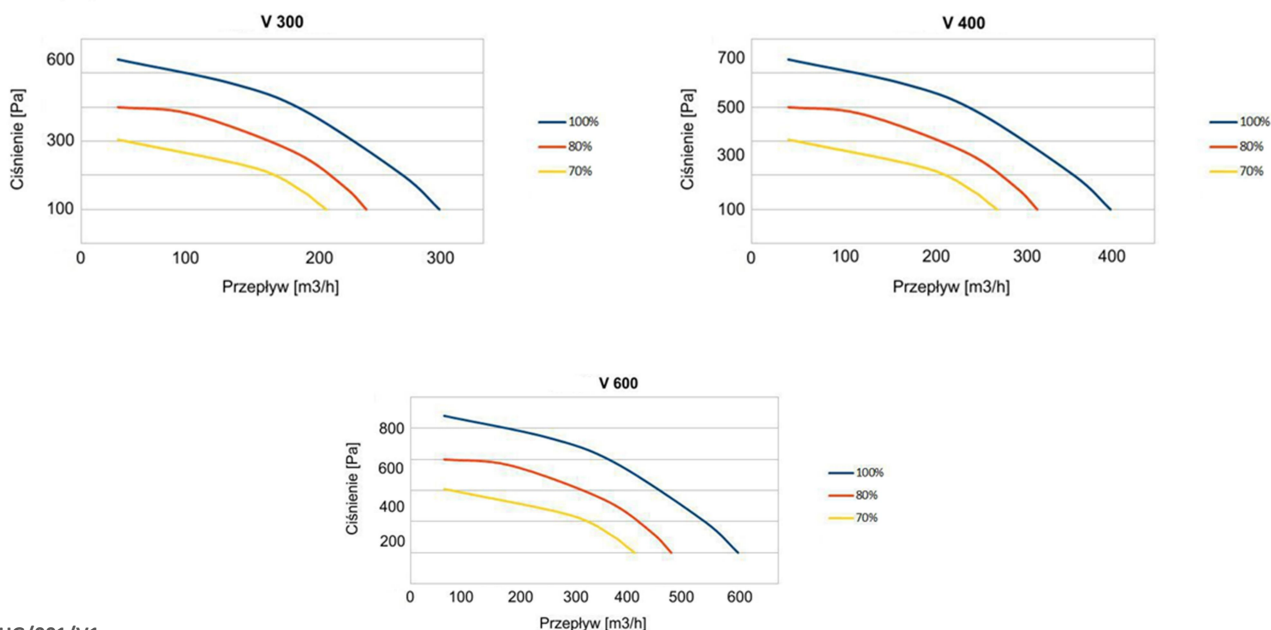 V 300
600
300
100
Ciśnienie [Pa]
0 100 200 300
Przepływ [m3/h]
100%
80%
70%
V 400
700
500
300
100
Ciśnienie [Pa]
0 100 200 300 400
Przepływ [m3/h]
100%
80%
70%
V 600
800
600
400
200
Ciśnienie [Pa]
0 100 200 300 400 500 600
Przepływ [m3/h]
100%
80%
70%